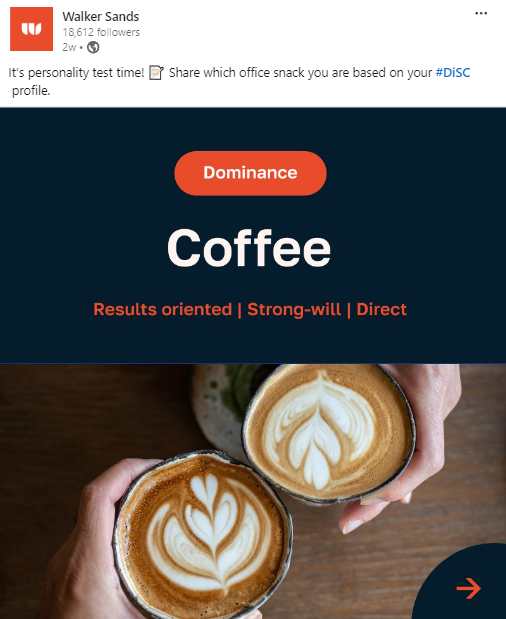 Walker Sands
18,612 followers
2w •
It's personality test time! 📝 Share which office snack you are based on your #DiSC
profile.
Dominance
Coffee
Results oriented | Strong-will | Direct